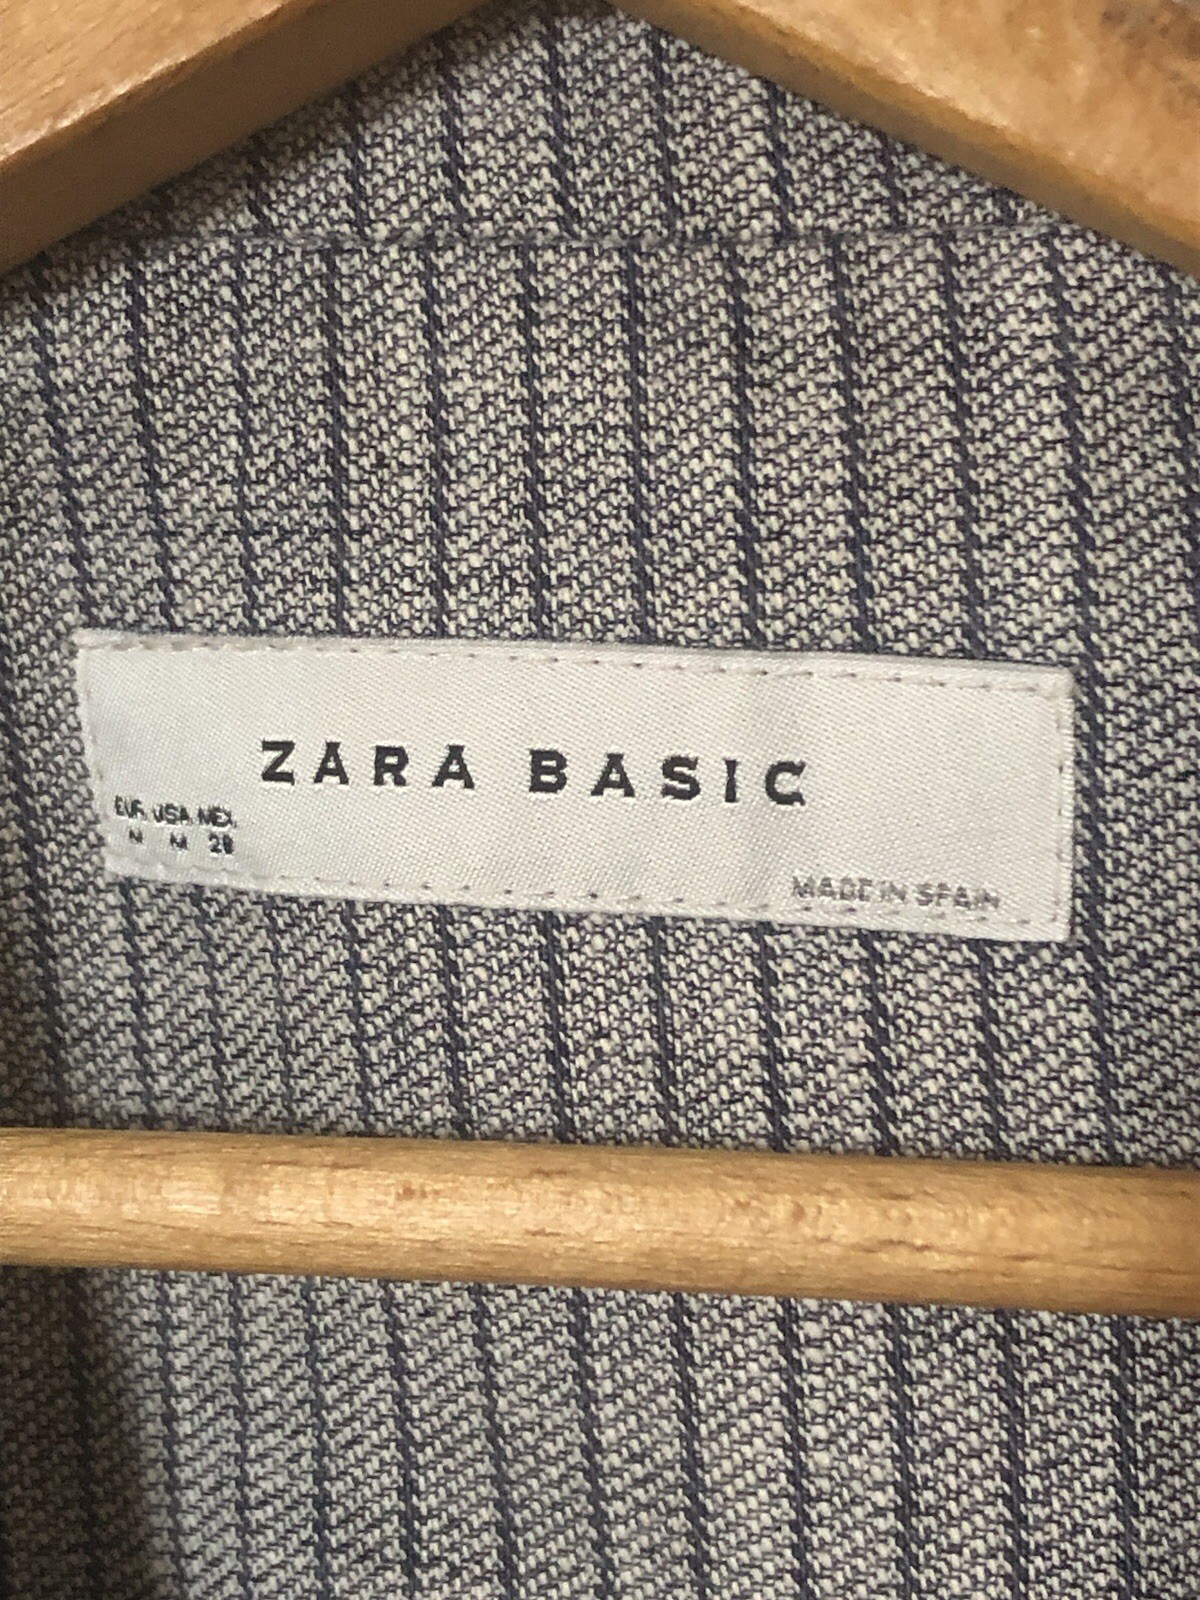 ZARA BASIC
EUR. USA. MEX.
M M 28
MADE IN SPAIN